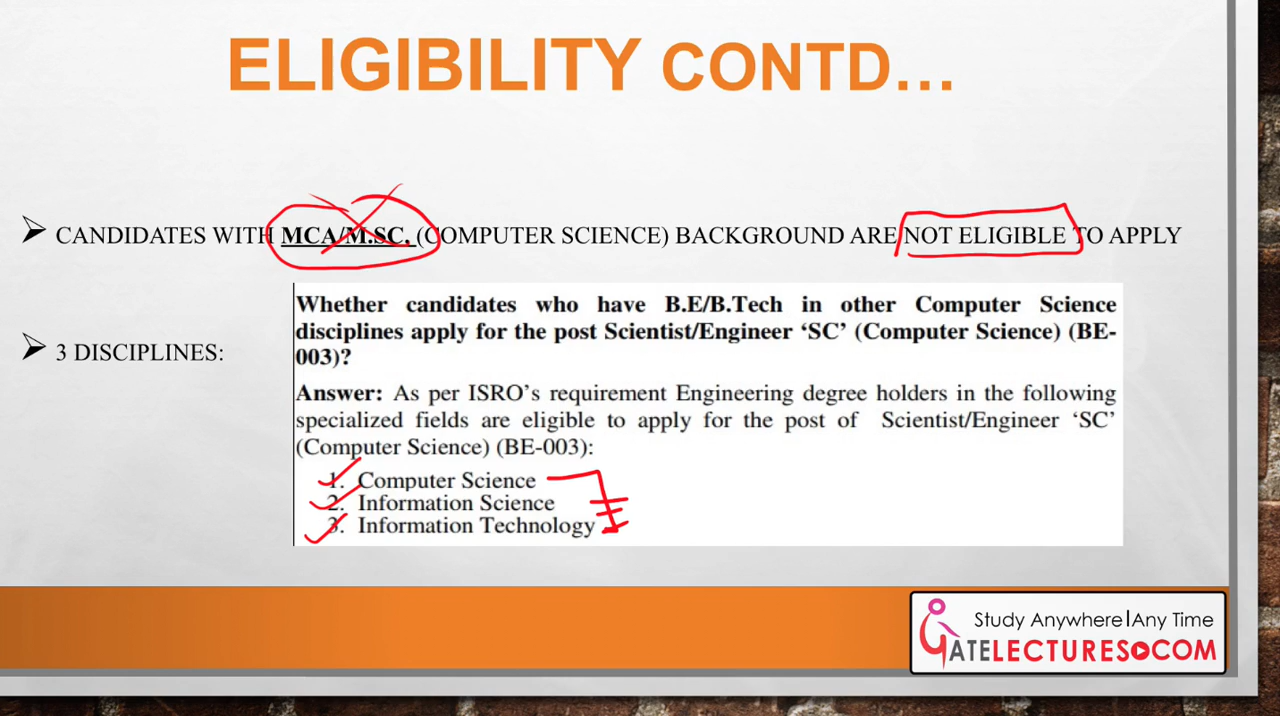 ELIGIBILITY CONTD...
CANDIDATES WITH MCA/M.SC. (COMPUTER SCIENCE) BACKGROUND ARE NOT ELIGIBLE TO APPLY
3 DISCIPLINES:
Whether candidates who have B.E/B.Tech in other Computer Science
disciplines apply for the post Scientist/Engineer ‘SC’ (Computer Science) (BE-
003)?
Answer: As per ISRO’s requirement Engineering degree holders in the following
specialized fields are eligible to apply for the post of Scientist/Engineer ‘SC’
(Computer Science) (BE-003):
1. Computer Science
2. Information Science
3. Information Technology
Study Anywhere|Any Time
GATELECTURES.COM